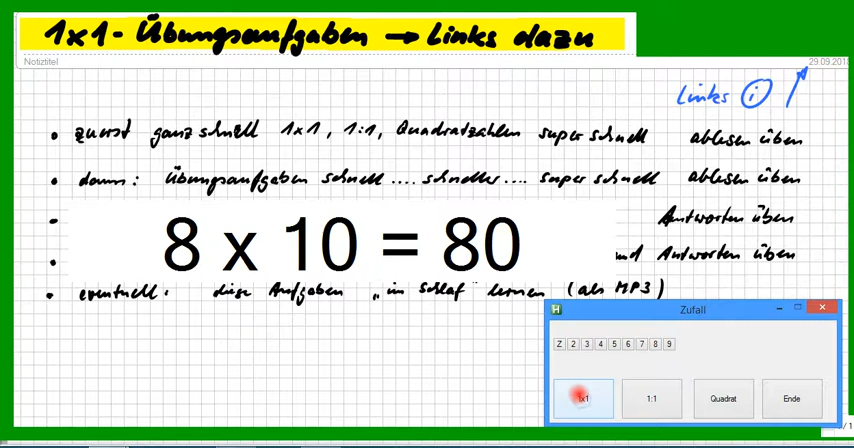 1x1 - Übungsaufgaben → Links dazu
Notiztitel
29.09.201
Links i
• zuerst ganz schnell 1x1, 1:1, Quadratzahlen super schnell ablesen üben
• dann: Übungsaufgaben schnell .... schneller .... super schnell ablesen üben
Antworten üben
8 x 10 = 80
und Antworten üben
• eventuell: diese Aufgaben „im Schlaf" lernen (als MP3)
Zufall
Z 2 3 4 5 6 7 8 9
1x1 1:1 Quadrat Ende